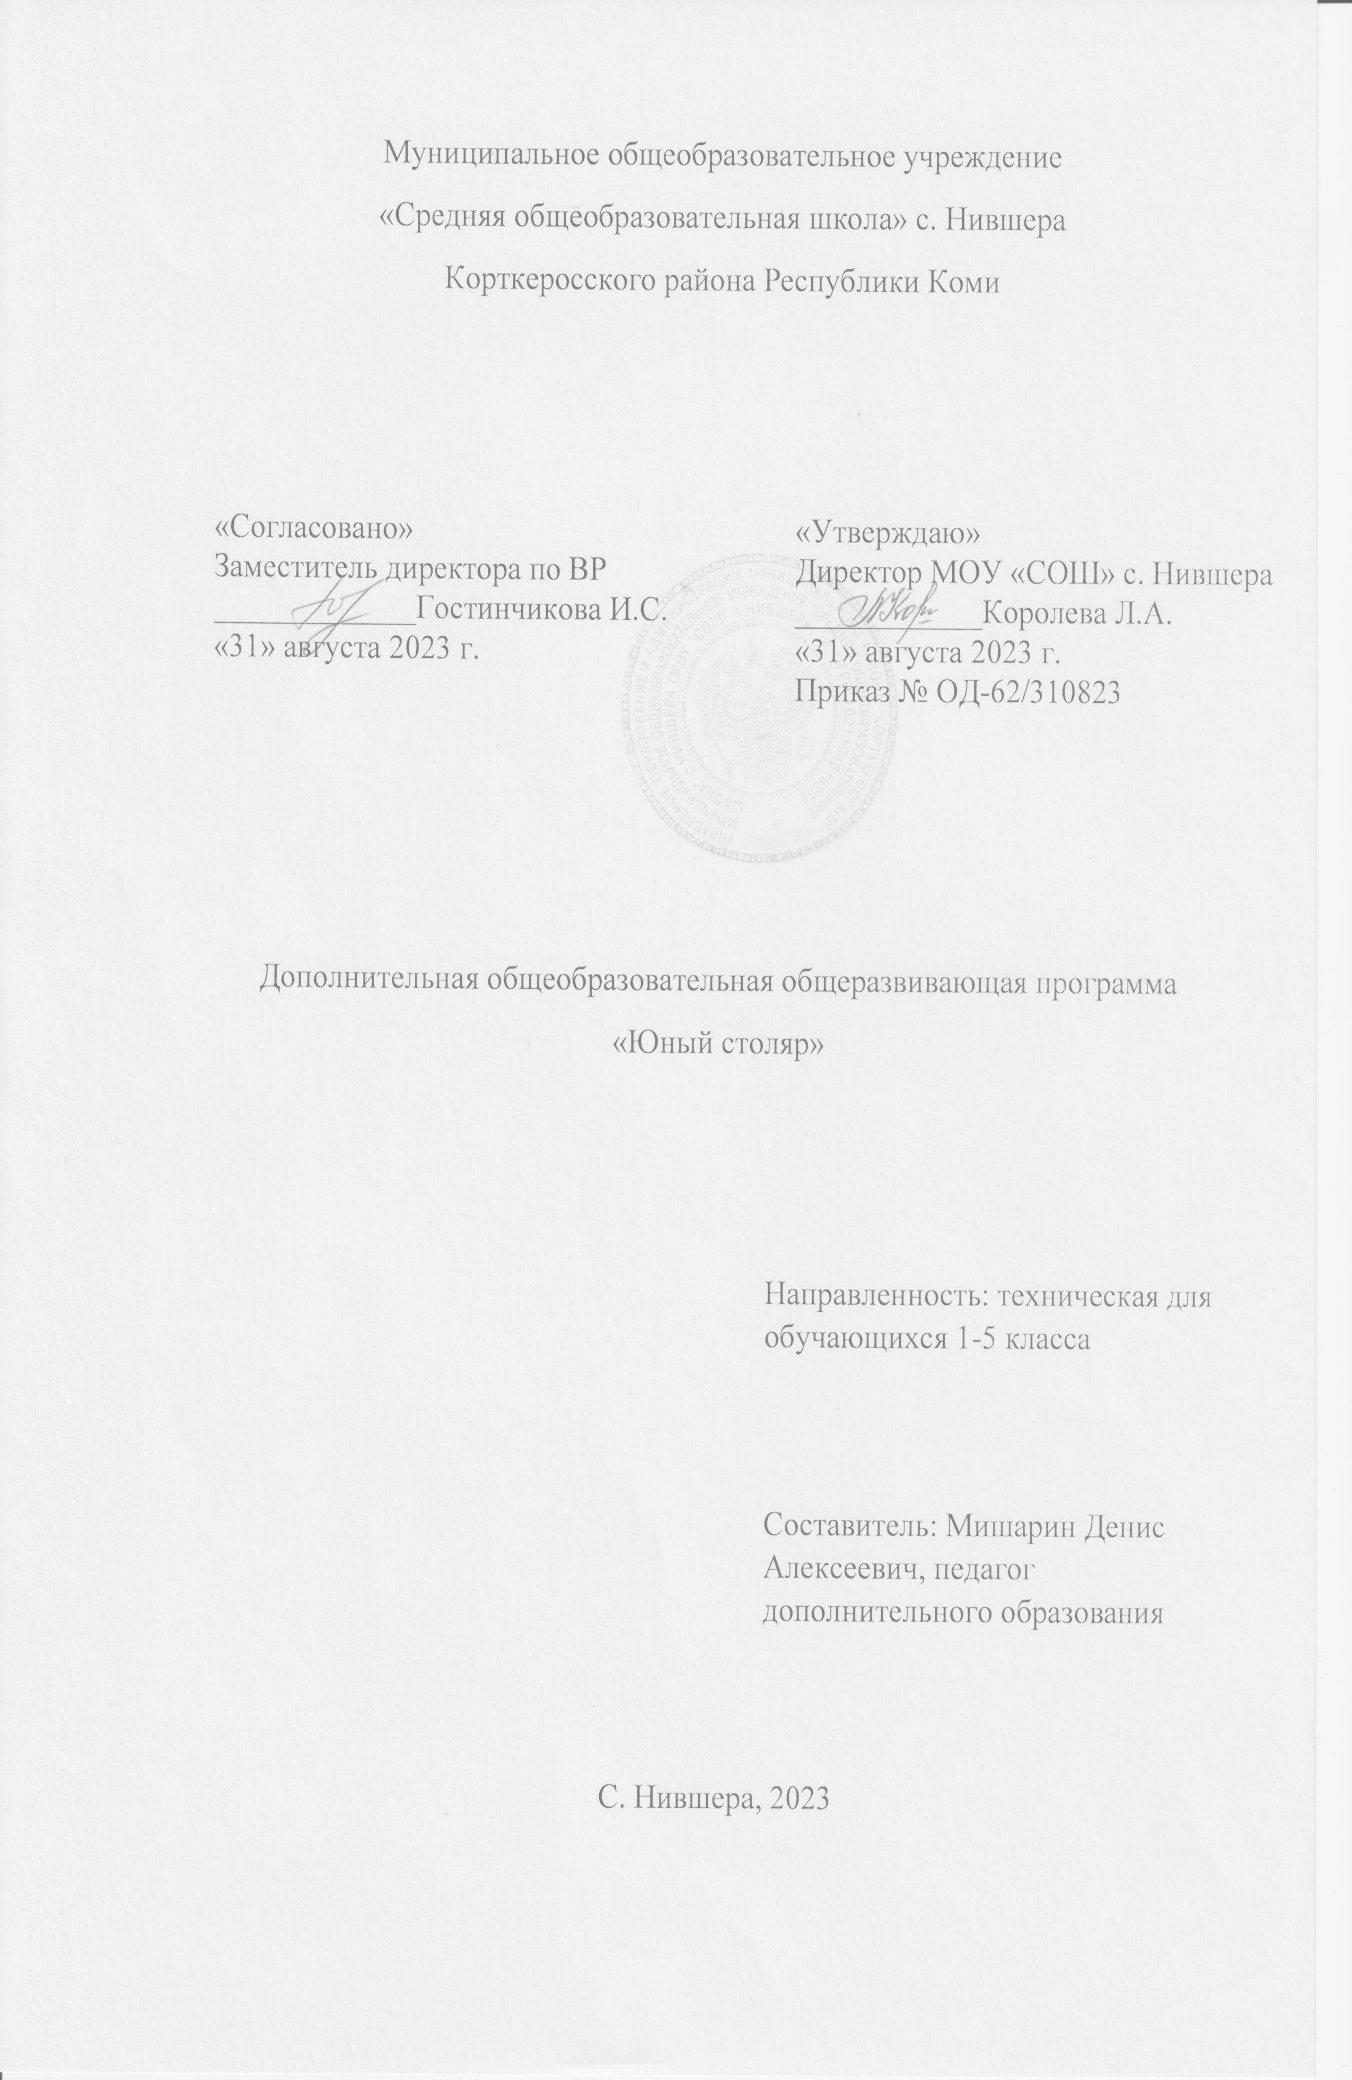 Муниципальное общеобразовательное учреждение
«Средняя общеобразовательная школа» с. Нившера
Корткеросского района Республики Коми
«Согласовано»
Заместитель директора по ВР
_____________Гостинчикова И.С.
«31» августа 2023 г.
«Утверждаю»
Директор МОУ «СОШ» с. Нившера
____________Королева Л.А.
«31» августа 2023 г.
Приказ № ОД-62/310823
Дополнительная общеобразовательная общеразвивающая программа
«Юный столяр»
Направленность: техническая для
обучающихся 1-5 класса
Составитель: Мишарин Денис
Алексеевич, педагог
дополнительного образования
С. Нившера, 2023